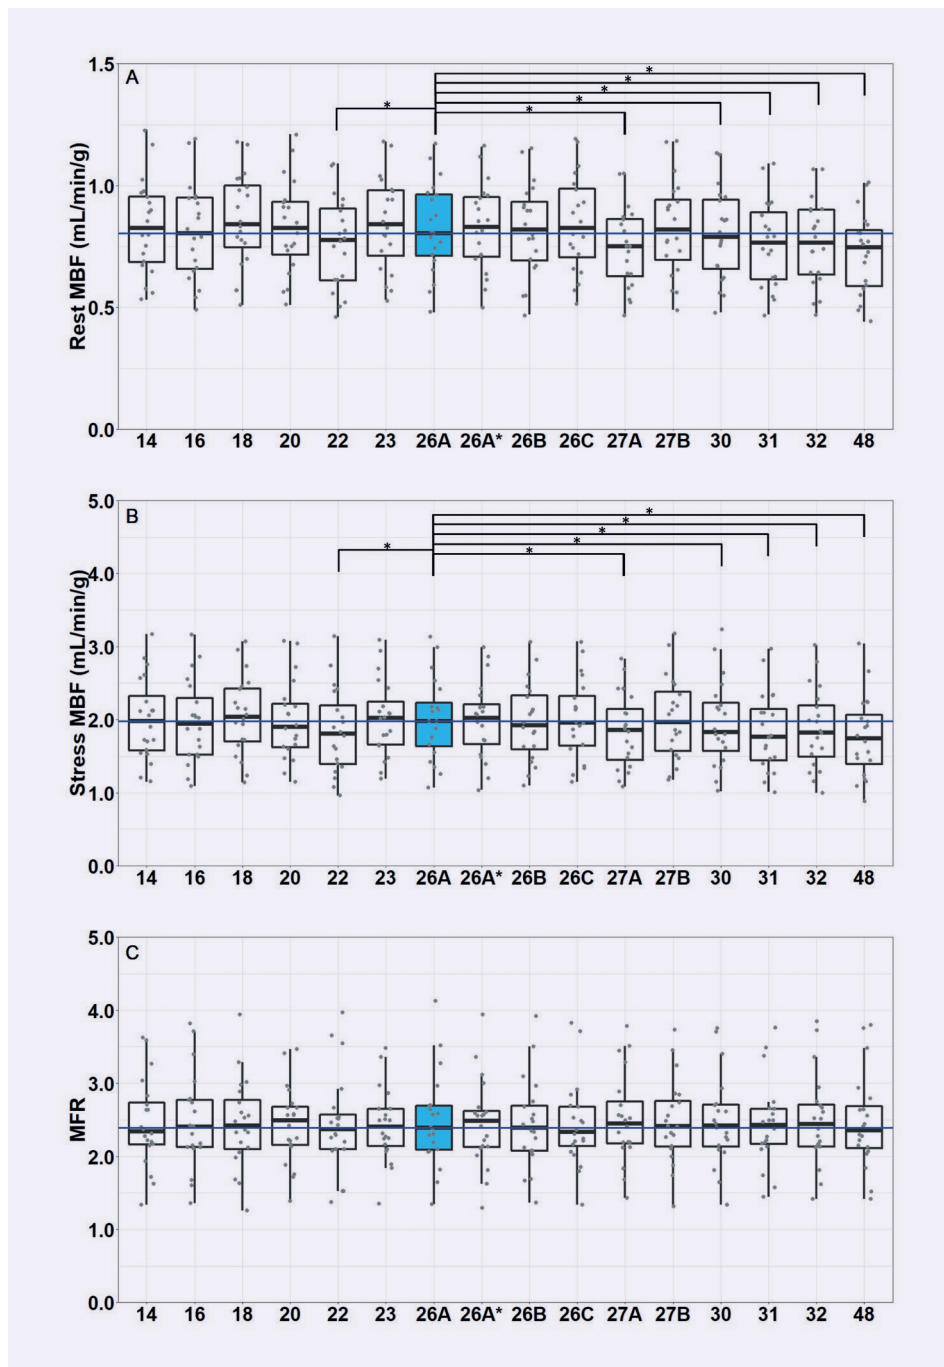 A
Rest MBF (mL/min/g)
1.5
1.0
0.5
0.0
* * * * * *
14 16 18 20 22 23 26A 26A* 26B 26C 27A 27B 30 31 32 48
B
Stress MBF (mL/min/g)
5.0
4.0
3.0
2.0
1.0
0.0
* * * * * *
14 16 18 20 22 23 26A 26A* 26B 26C 27A 27B 30 31 32 48
C
MFR
5.0
4.0
3.0
2.0
1.0
0.0
14 16 18 20 22 23 26A 26A* 26B 26C 27A 27B 30 31 32 48